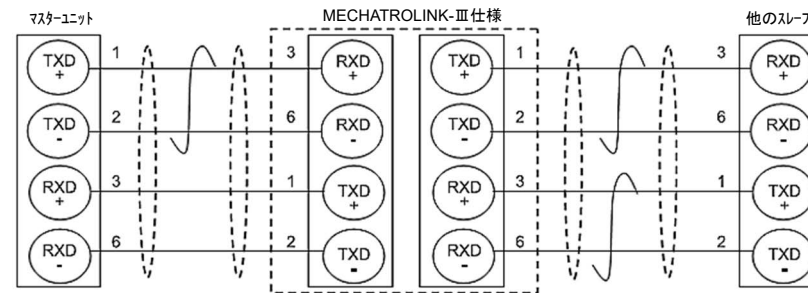 マスターユニット MECHATROLINK-Ⅲ仕様 他のスレーブ
TXD + 1 3 RXD + TXD + 1 3 RXD +
TXD - 2 6 RXD - TXD - 2 6 RXD -
RXD + 3 1 TXD + RXD + 3 1 TXD +
RXD - 6 2 TXD - RXD - 6 2 TXD -